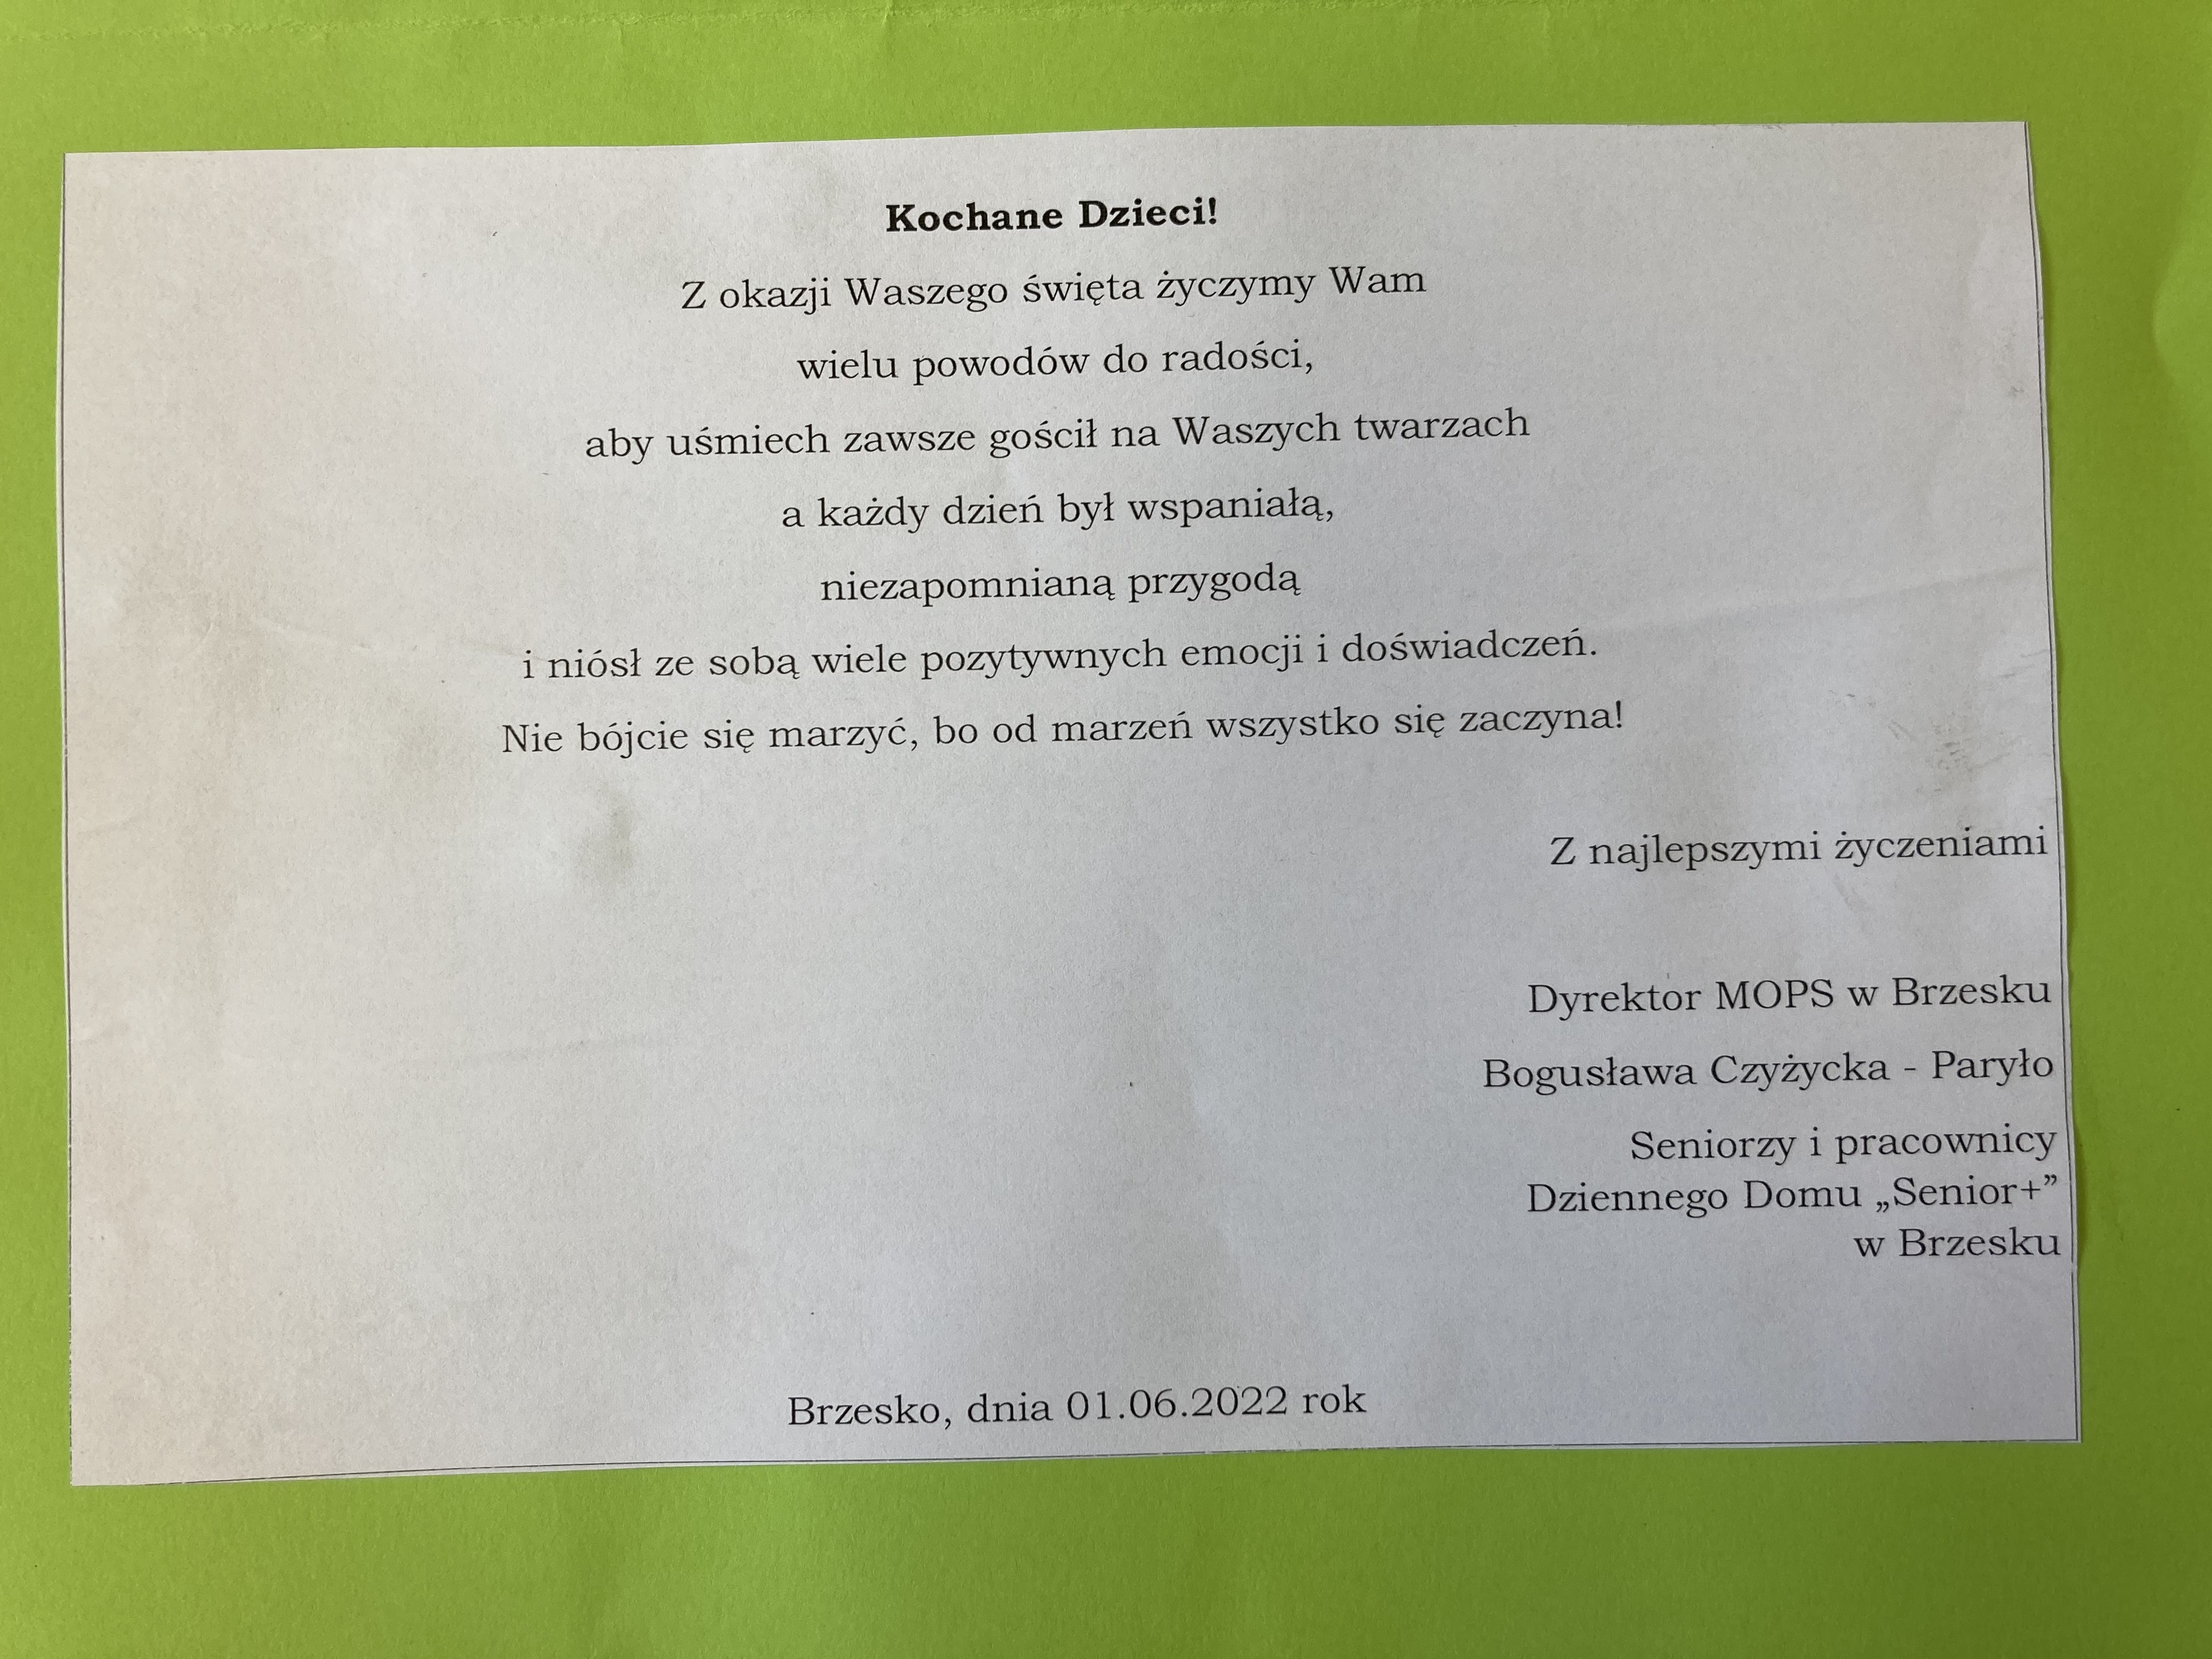 Kochane Dzieci!
Z okazji Waszego święta życzymy Wam
wielu powodów do radości,
aby uśmiech zawsze gościł na Waszych twarzach
a każdy dzień był wspaniałą,
niezapomnianą przygodą
i niósł ze sobą wiele pozytywnych emocji i doświadczeń.
Nie bójcie się marzyć, bo od marzeń wszystko się zaczyna!
Z najlepszymi życzeniami
Dyrektor MOPS w Brzesku
Bogusława Czyżycka - Paryło
Seniorzy i pracownicy
Dziennego Domu „Senior+”
w Brzesku
Brzesko, dnia 01.06.2022 rok